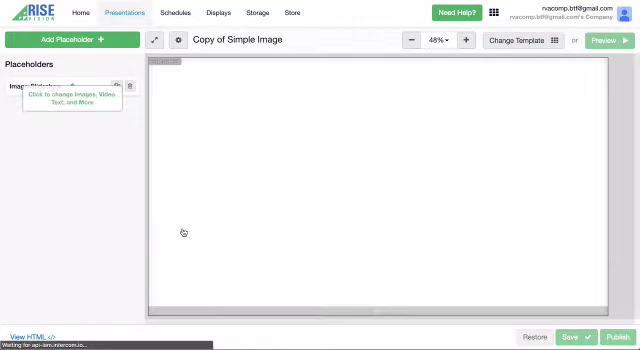 RISE
VISION
Home
Presentations
Schedules
Displays
Storage
Store
Need Help?
rvacomp.btf@gmail.com
rvacomp.btf@gmail.com's Company
Add Placeholder +
Copy of Simple Image
48%
Change Template
or
Preview
Placeholders
Image Slideshow
Click to change Images, Video,
Text, and More
View HTML </>
Restore
Save
Publish
Waiting for api-iam.intercom.io...